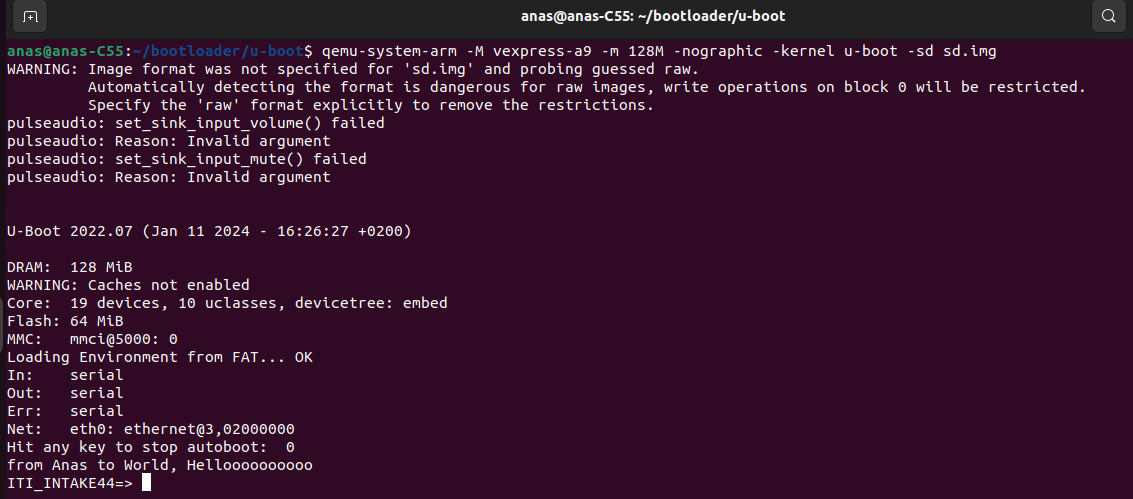 anas@anas-C55: ~/bootloader/u-boot
anas@anas-C55:~/bootloader/u-boot$ qemu-system-arm -M vexpress-a9 -m 128M -nographic -kernel u-boot -sd sd.img
WARNING: Image format was not specified for 'sd.img' and probing guessed raw.
         Automatically detecting the format is dangerous for raw images, write operations on block 0 will be restricted.
         Specify the 'raw' format explicitly to remove the restrictions.
pulseaudio: set_sink_input_volume() failed
pulseaudio: Reason: Invalid argument
pulseaudio: set_sink_input_mute() failed
pulseaudio: Reason: Invalid argument
U-Boot 2022.07 (Jan 11 2024 - 16:26:27 +0200)
DRAM:  128 MiB
WARNING: Caches not enabled
Core:  19 devices, 10 uclasses, devicetree: embed
Flash: 64 MiB
MMC:   mmci@5000: 0
Loading Environment from FAT... OK
In:    serial
Out:   serial
Err:   serial
Net:   eth0: ethernet@3,02000000
Hit any key to stop autoboot:  0
from Anas to World, Helloooooooooo
ITI_INTAKE44=>